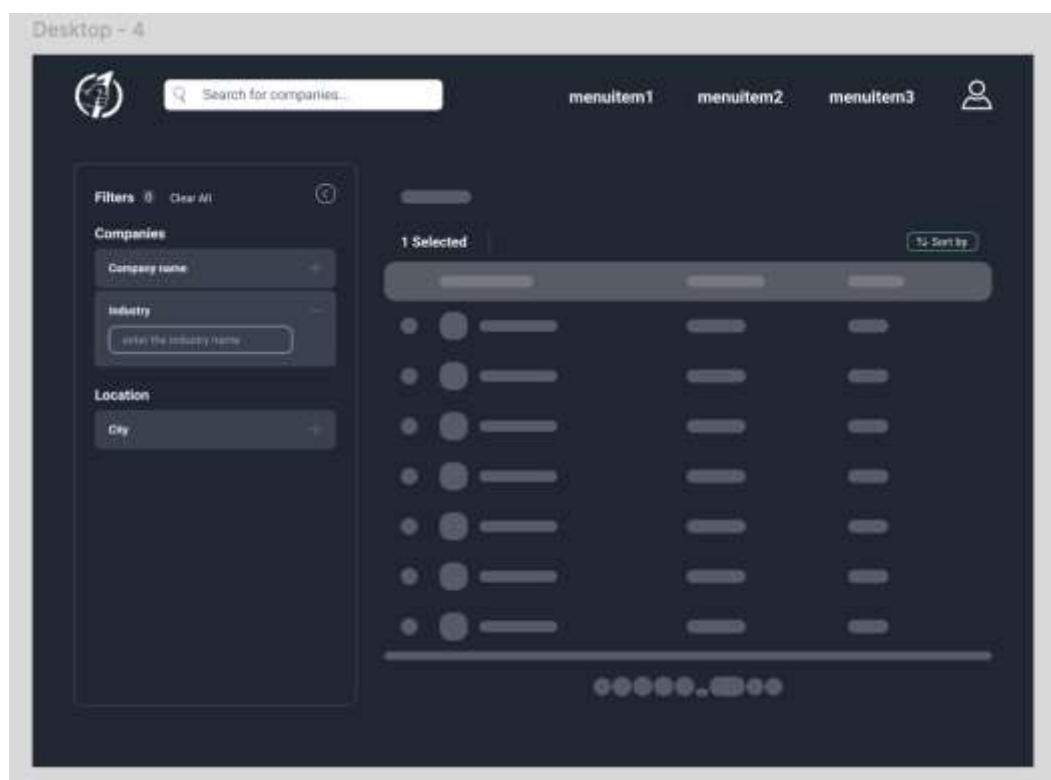 Desktop - 4
Search for companies...
menuitem1 menuitem2 menuitem3
Filters 0 Clear All
Companies
Company name
Industry
enter the industry name
Location
City
1 Selected
Sort by